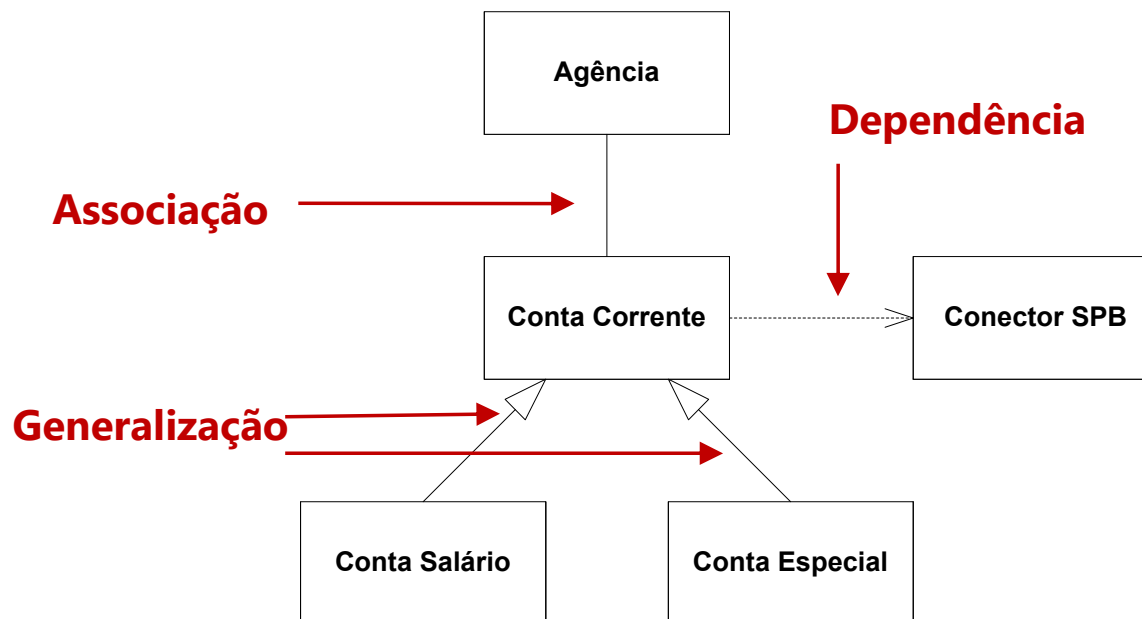 Agência
Dependência
Associação
Conta Corrente
Conector SPB
Generalização
Conta Salário
Conta Especial